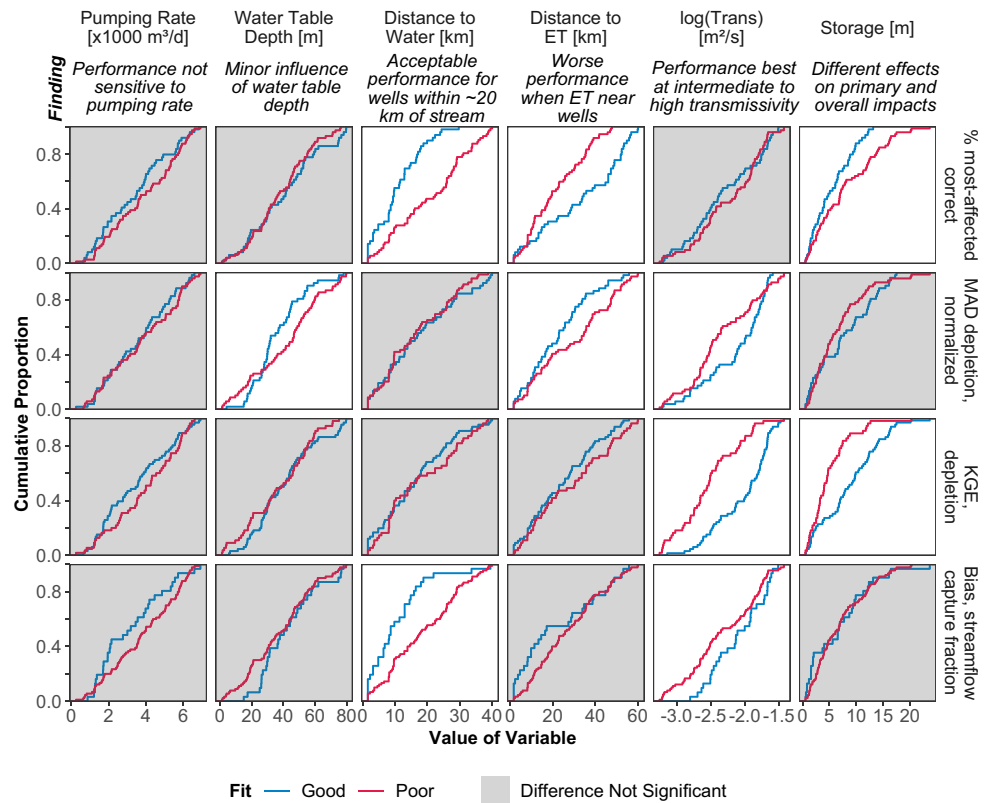 Pumping Rate
[x1000 m³/d]
Water Table
Depth [m]
Distance to
Water [km]
Distance to
ET [km]
log(Trans)
[m²/s]
Storage [m]
Finding
Performance not
sensitive to
pumping rate
Minor influence
of water table
depth
Acceptable
performance for
wells within ~20
km of stream
Worse
performance
when ET near
wells
Performance best
at intermediate to
high transmissivity
Different effects
on primary and
overall impacts
Cumulative Proportion
0.8
0.4
0.0
% most-affected
correct
0.8
0.4
0.0
MAD depletion,
normalized
0.8
0.4
0.0
KGE,
depletion
0.8
0.4
0.0
Bias, streamflow
capture fraction
0 2 4 6
0 20 40 60 80
0 10 20 30 40
0 20 40 60
-3.0 -2.5 -2.0 -1.5
0 5 10 15 20
Value of Variable
Fit Good Poor Difference Not Significant